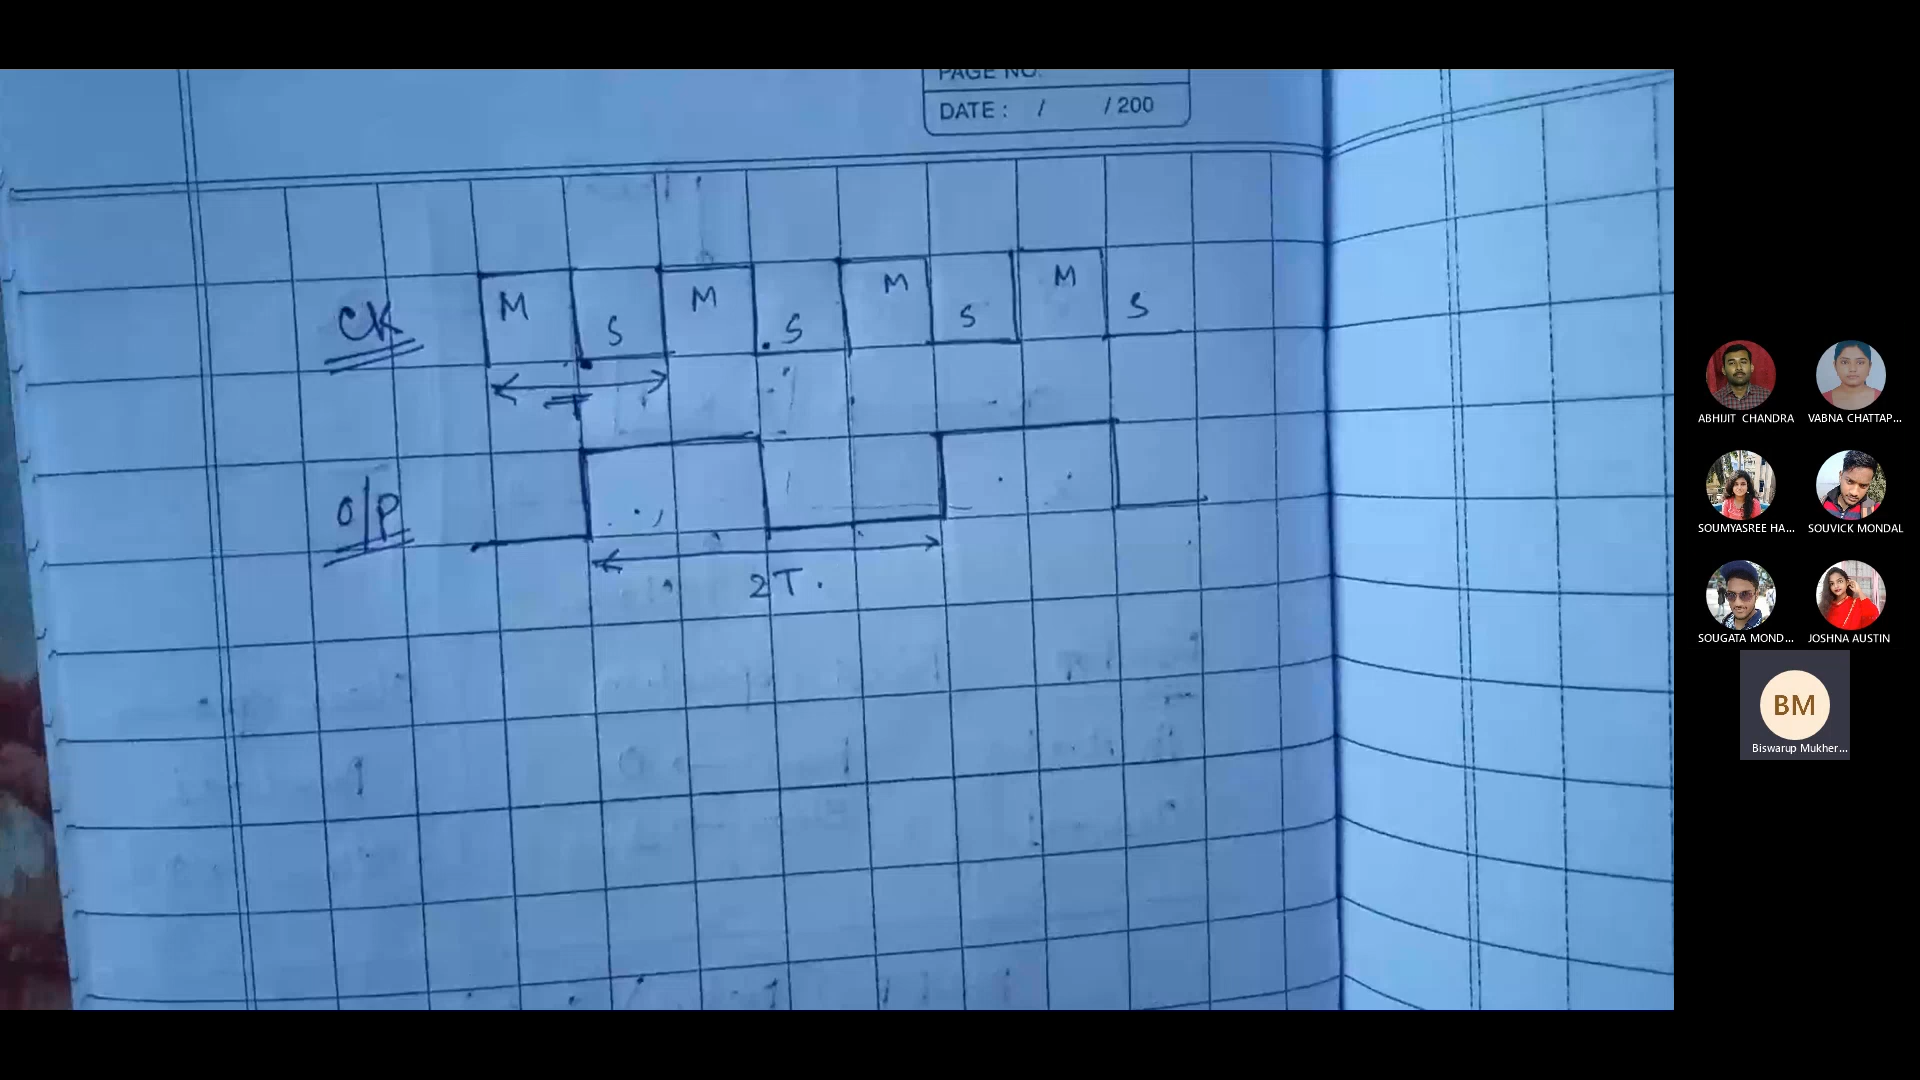 PAGE NO.
DATE : / / 200
CK M S M S M S M S
T
O/P
2T.
ABHIJIT CHANDRA
VABNA CHATTAP...
SOUMYASREE HA...
SOUVICK MONDAL
SOUGATA MOND...
JOSHNA AUSTIN
BM
Biswarup Mukher...